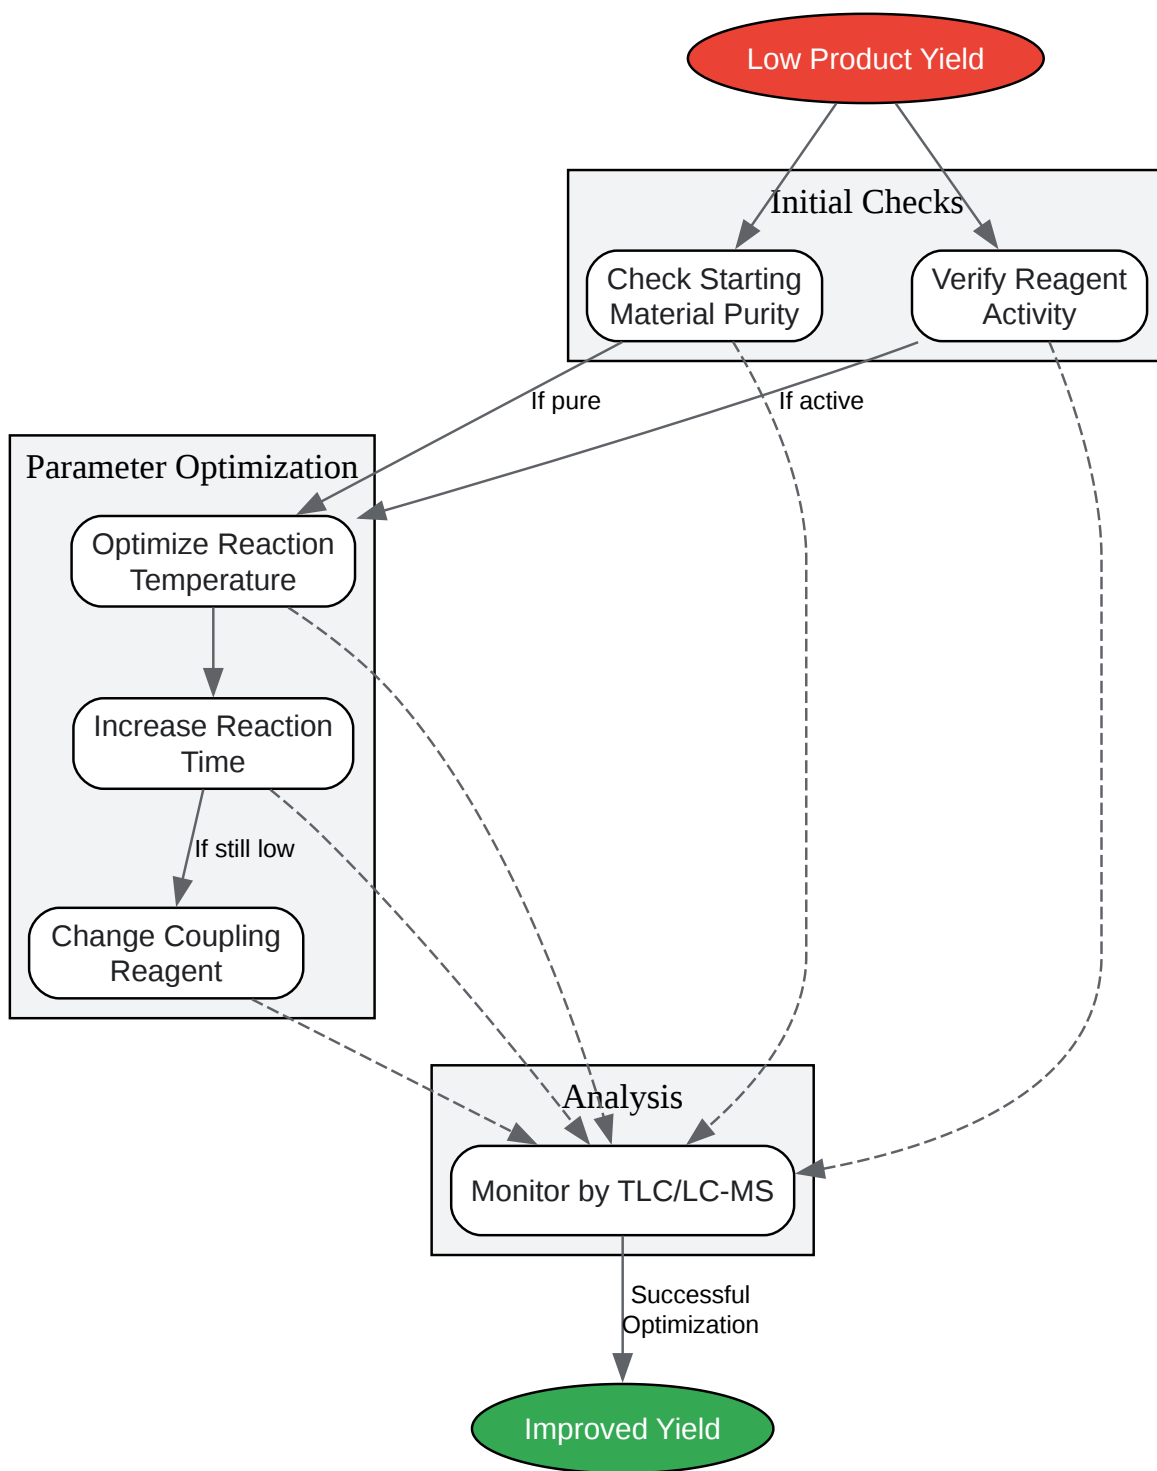 Low Product Yield
Initial Checks
Check Starting
Material Purity
Verify Reagent
Activity
If pure
If active
Parameter Optimization
Optimize Reaction
Temperature
Increase Reaction
Time
If still low
Change Coupling
Reagent
Analysis
Monitor by TLC/LC-MS
Successful
Optimization
Improved Yield